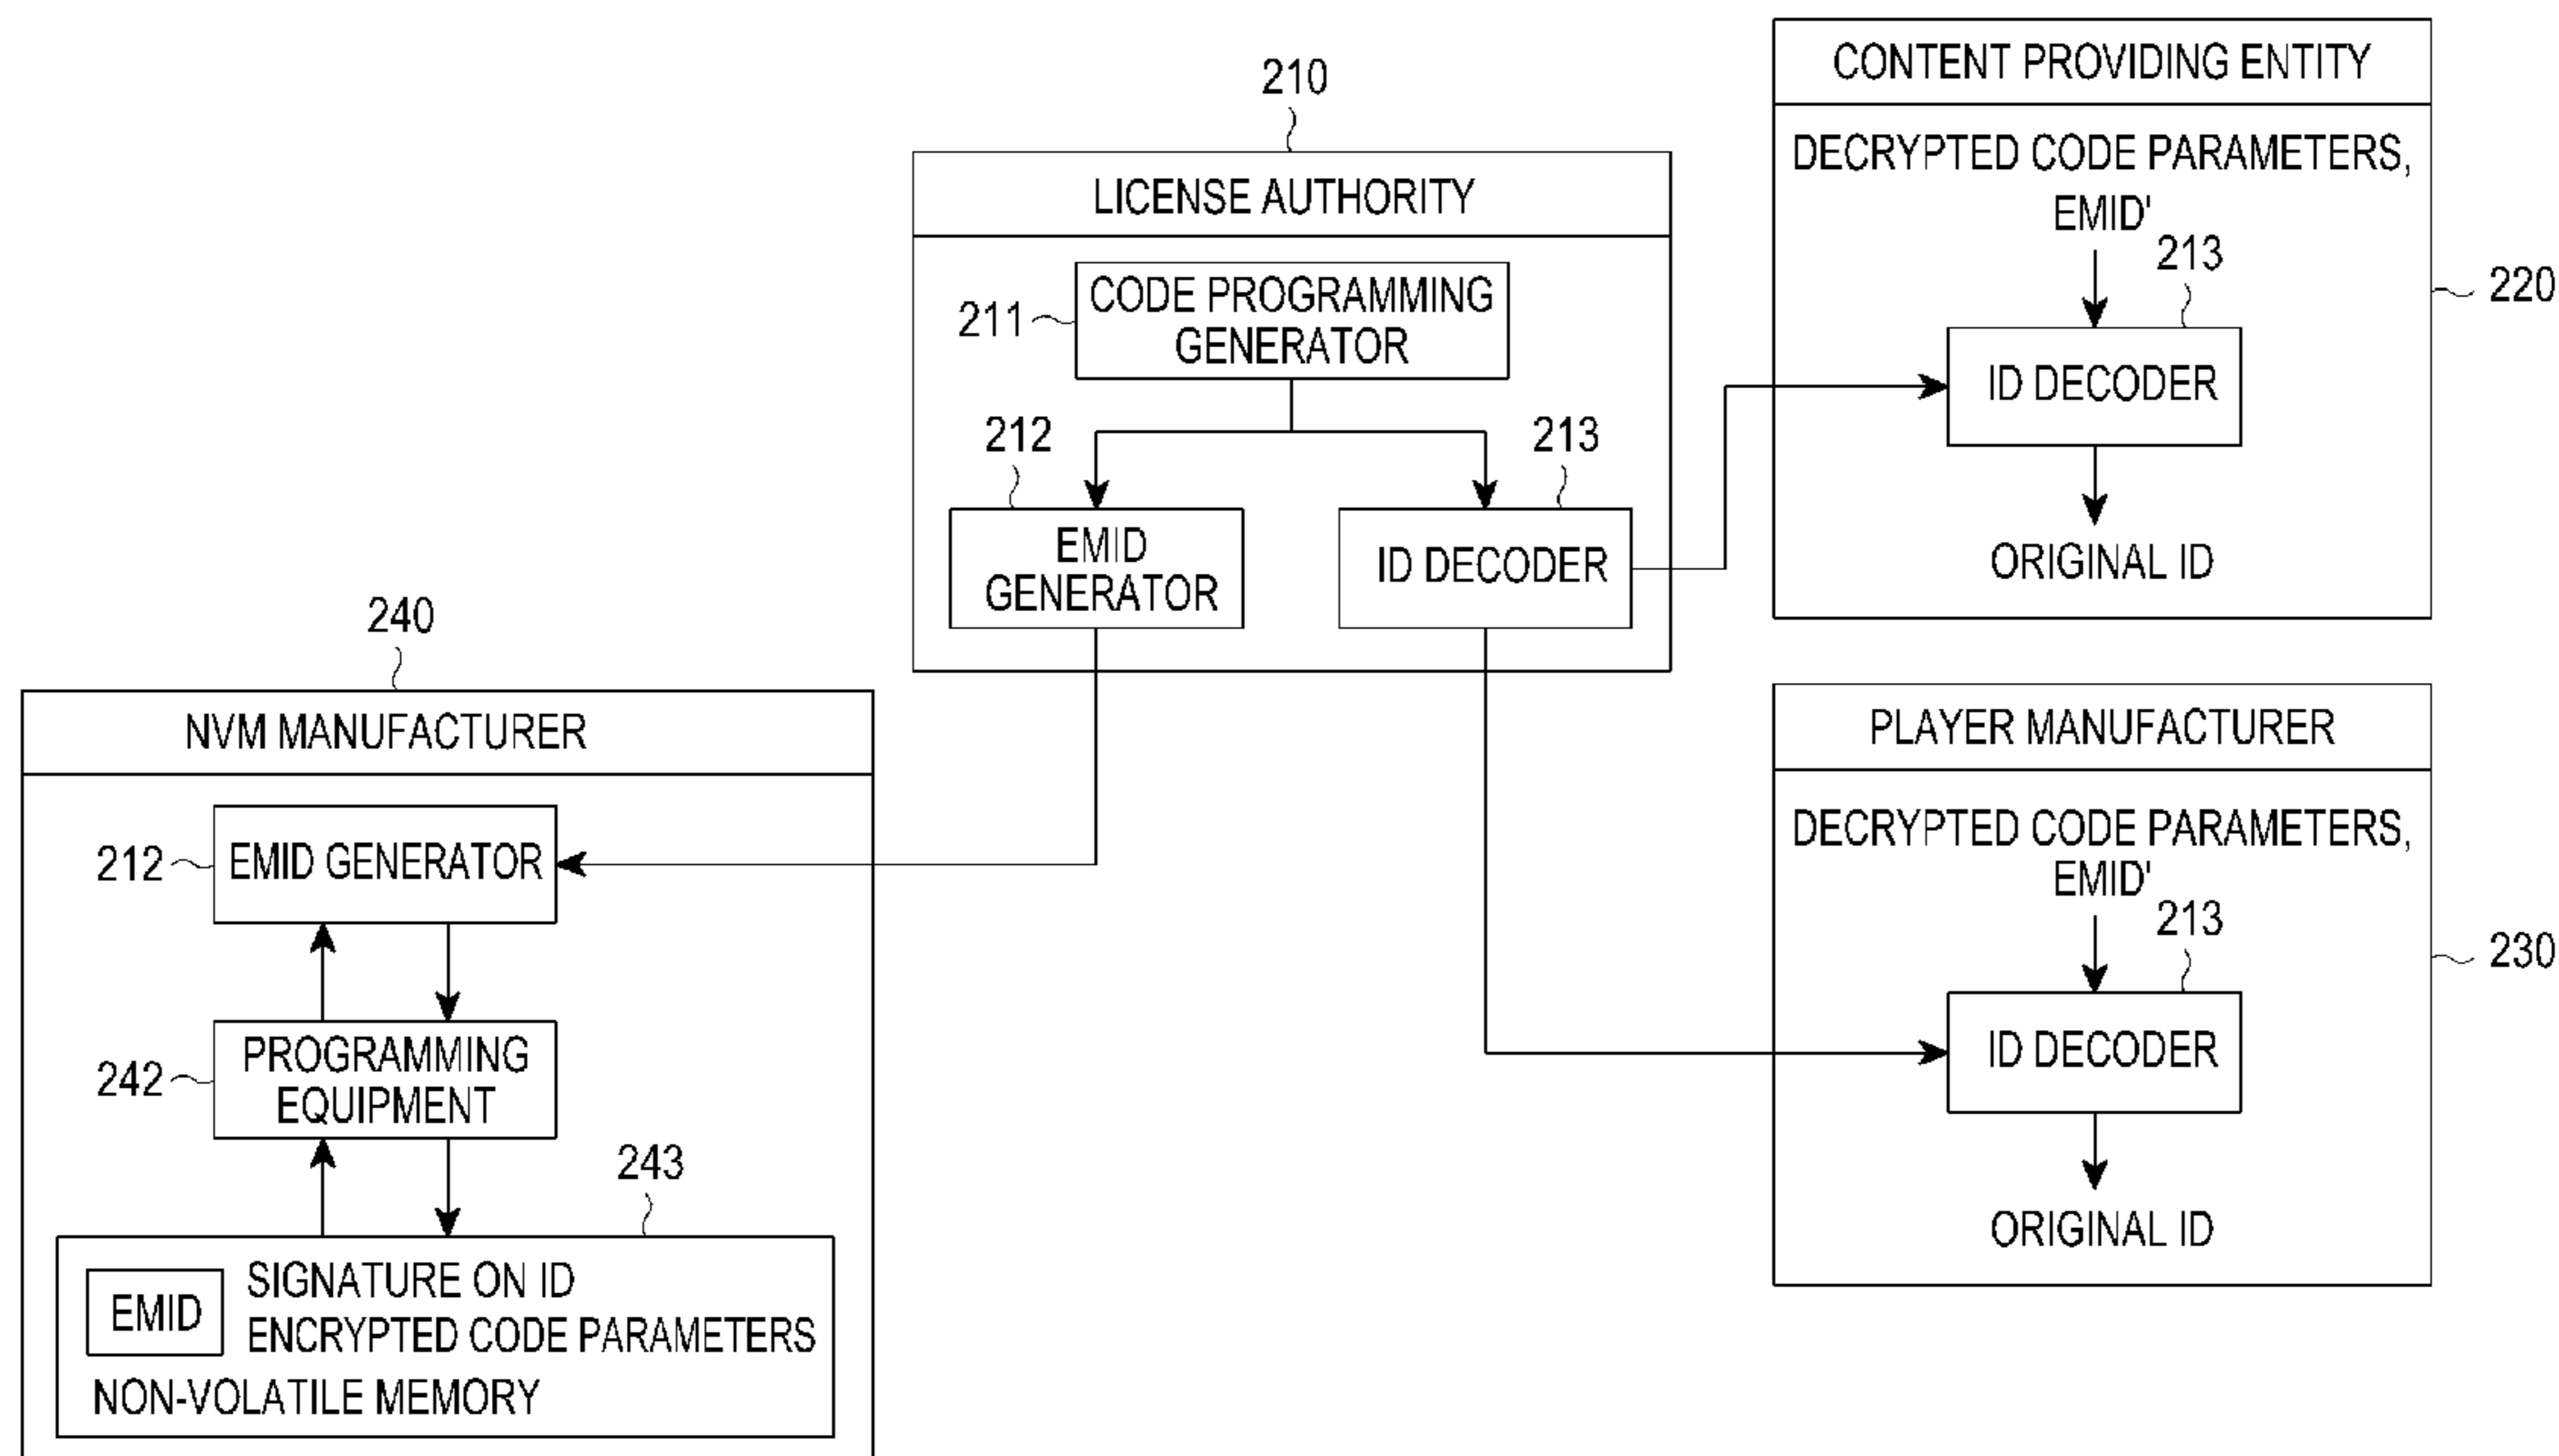 210
LICENSE AUTHORITY
211
CODE PROGRAMMING
GENERATOR
212
EMID
GENERATOR
213
ID DECODER
CONTENT PROVIDING ENTITY
DECRYPTED CODE PARAMETERS,
EMID'
213
ID DECODER
ORIGINAL ID
220
240
NVM MANUFACTURER
212
EMID GENERATOR
242
PROGRAMMING
EQUIPMENT
243
EMID
SIGNATURE ON ID
ENCRYPTED CODE PARAMETERS
NON-VOLATILE MEMORY
PLAYER MANUFACTURER
DECRYPTED CODE PARAMETERS,
EMID'
213
ID DECODER
ORIGINAL ID
230